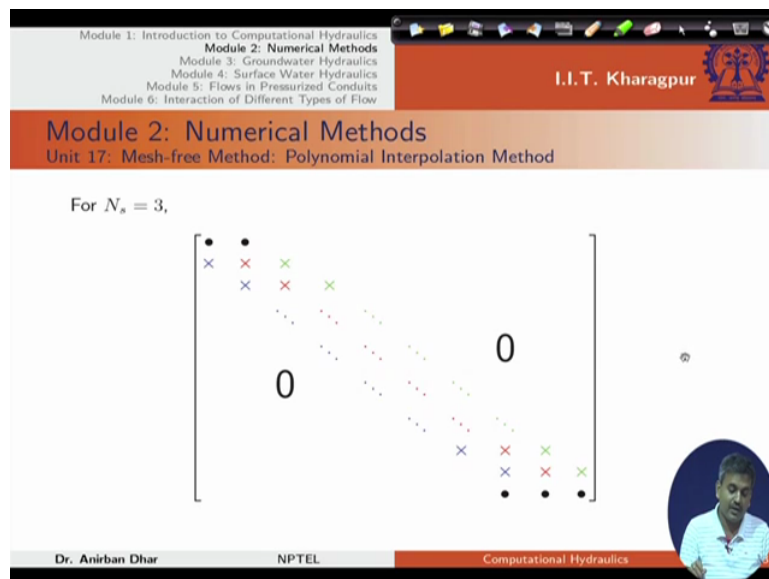 Module 1: Introduction to Computational Hydraulics
Module 2: Numerical Methods
Module 3: Groundwater Hydraulics
Module 4: Surface Water Hydraulics
Module 5: Flows in Pressurized Conduits
Module 6: Interaction of Different Types of Flow
I.I.T. Kharagpur
Module 2: Numerical Methods
Unit 17: Mesh-free Method: Polynomial Interpolation Method
For N_s = 3,
0
0
Dr. Anirban Dhar NPTEL Computational Hydraulics